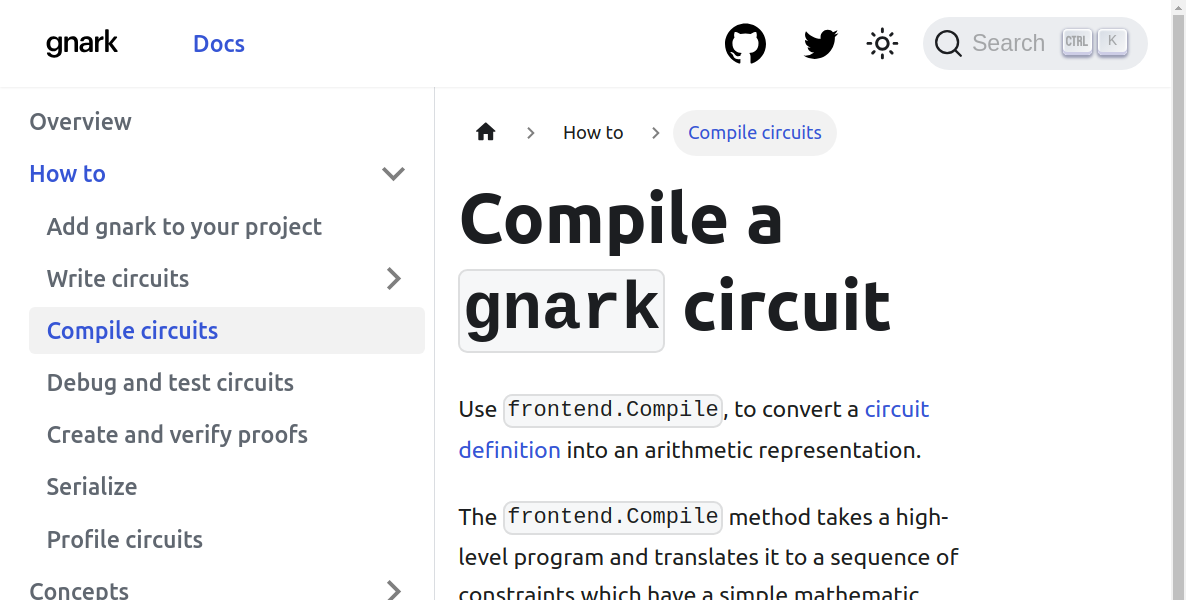 gnark
Docs
Search
CTRL
K
Overview
How to
Add gnark to your project
Write circuits
Compile circuits
Debug and test circuits
Create and verify proofs
Serialize
Profile circuits
Concepts
How to
Compile circuits
Compile a
gnark circuit
Use frontend.Compile, to convert a circuit
definition into an arithmetic representation.
The frontend.Compile method takes a high-
level program and translates it to a sequence of
constraints which have a simple mathematic